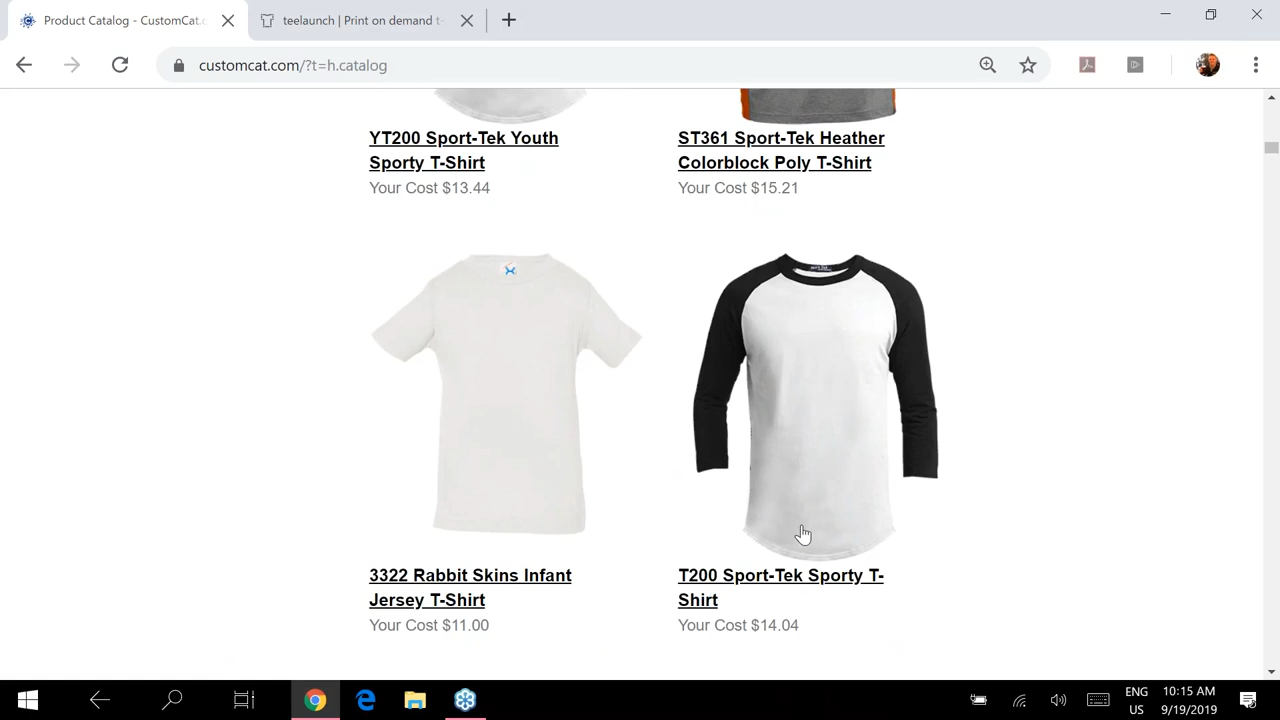 Product Catalog - CustomCat.c
teelaunch | Print on demand t-
customcat.com/?t=h.catalog
YT200 Sport-Tek Youth
Sporty T-Shirt
Your Cost $13.44
ST361 Sport-Tek Heather
Colorblock Poly T-Shirt
Your Cost $15.21
3322 Rabbit Skins Infant
Jersey T-Shirt
Your Cost $11.00
T200 Sport-Tek Sporty T-
Shirt
Your Cost $14.04
ENG
US
10:15 AM
9/19/2019